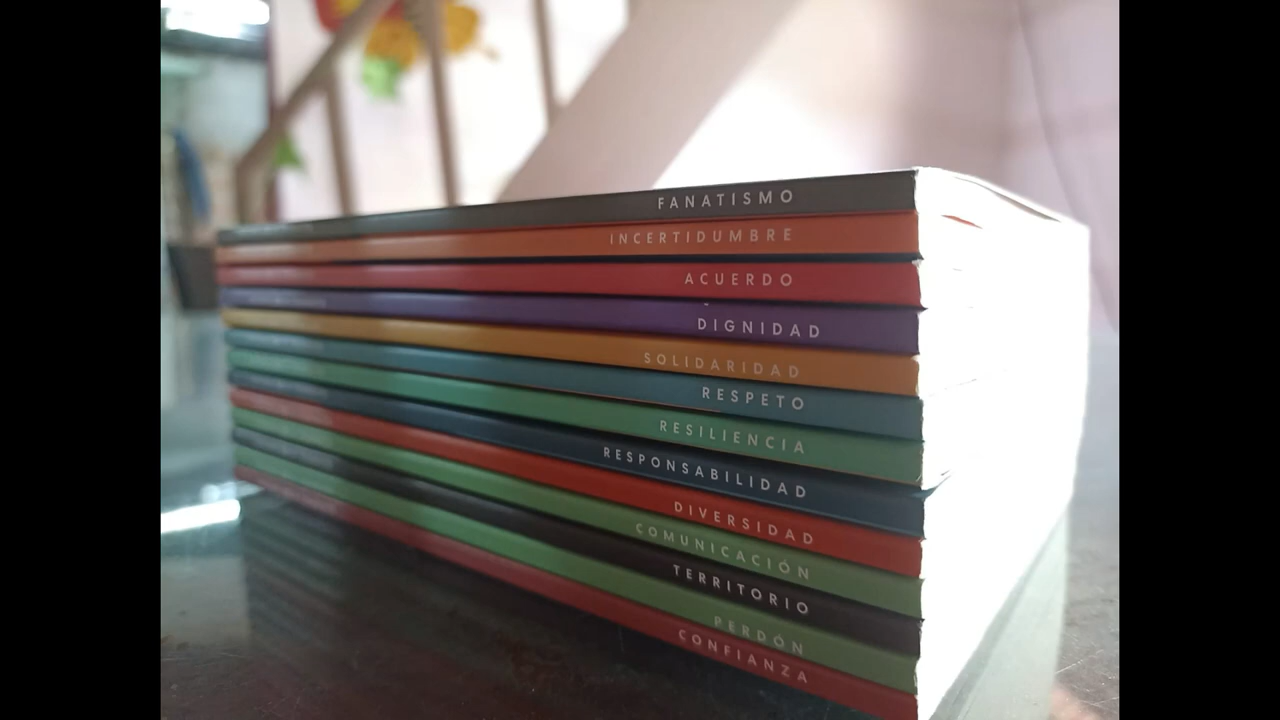 FANATISMO
INCERTIDUMBRE
ACUERDO
DIGNIDAD
SOLIDARIDAD
RESPETO
RESILIENCIA
RESPONSABILIDAD
DIVERSIDAD
COMUNICACIÓN
TERRITORIO
PERDÓN
CONFIANZA